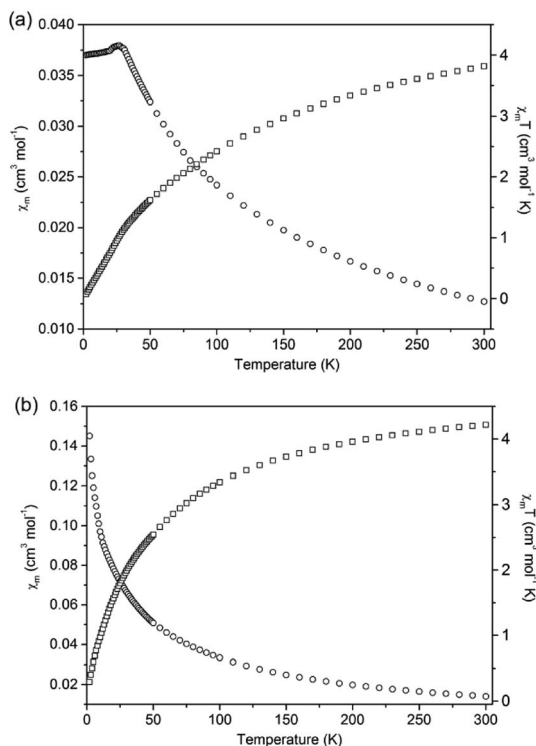 (a)
0.040
0.035
0.030
0.025
0.020
0.015
0.010
χm (cm³ mol⁻¹)
4
3
2
1
0
χmT (cm³ mol⁻¹ K)
0 50 100 150 200 250 300
Temperature (K)
(b)
0.16
0.14
0.12
0.10
0.08
0.06
0.04
0.02
χm (cm³ mol⁻¹)
4
3
2
1
0
χmT (cm³ mol⁻¹ K)
0 50 100 150 200 250 300
Temperature (K)